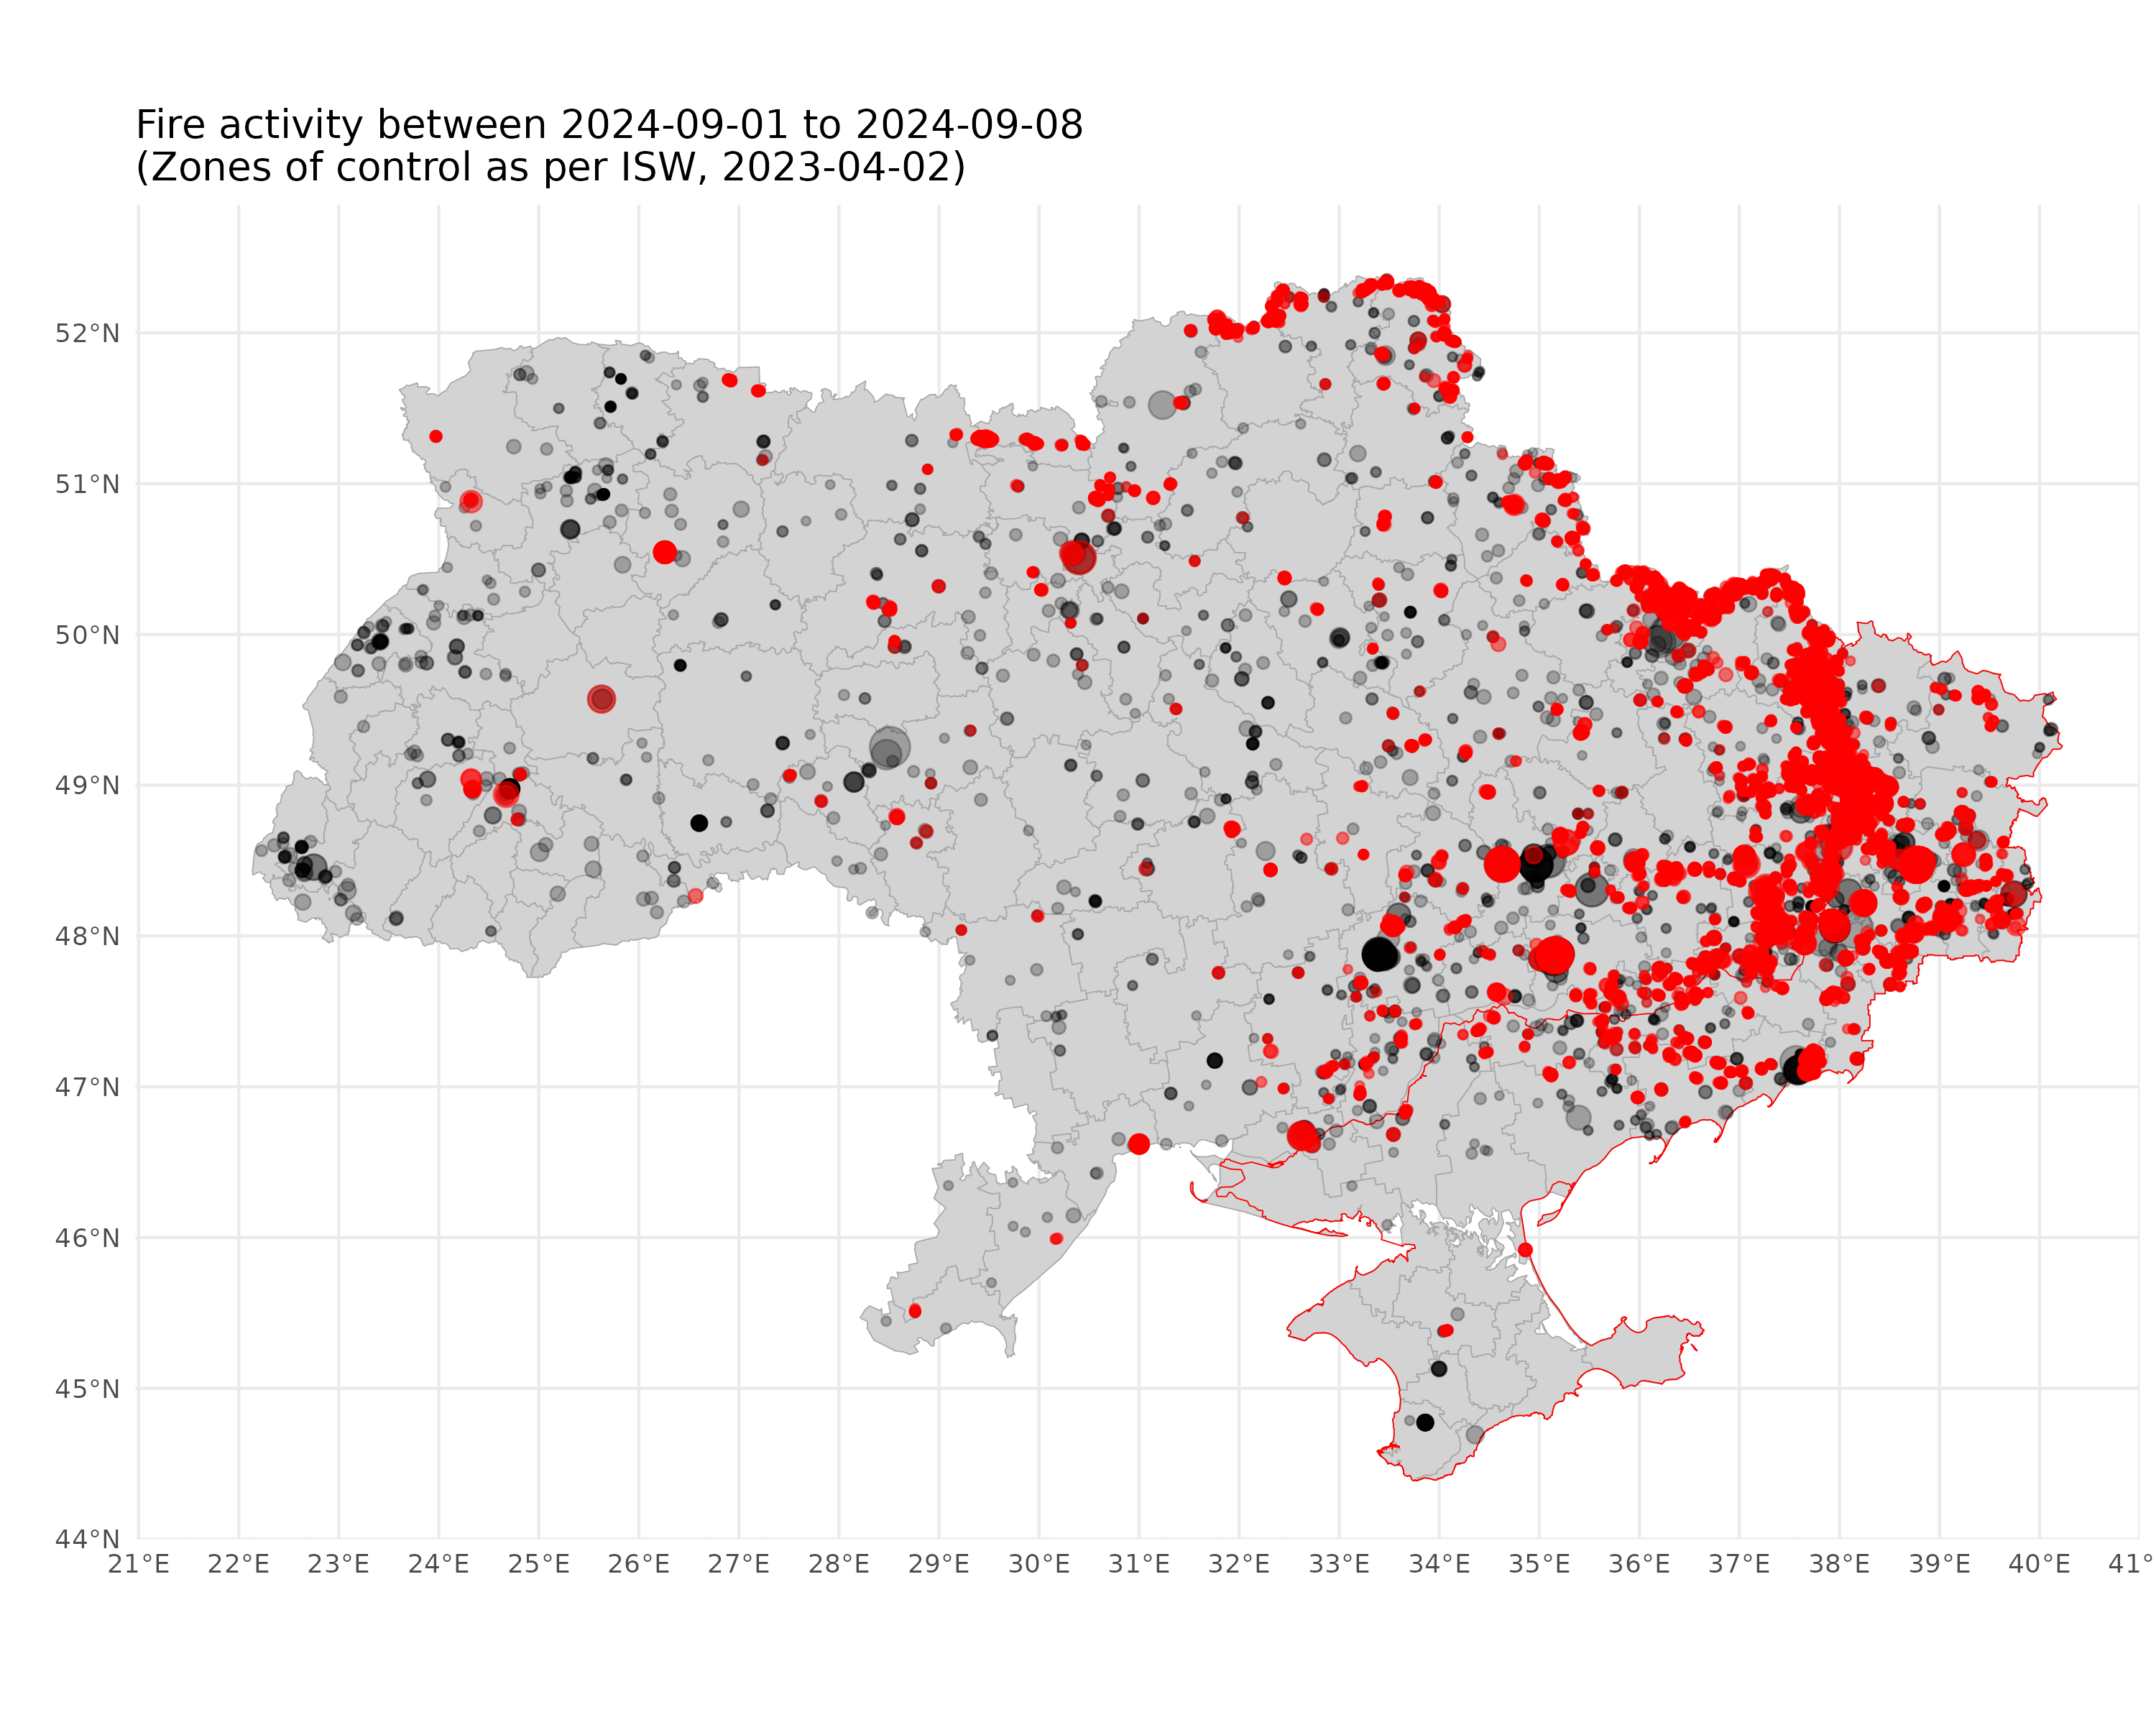 Fire activity between 2024-09-01 to 2024-09-08
(Zones of control as per ISW, 2023-04-02)
52°N
51°N
50°N
49°N
48°N
47°N
46°N
45°N
44°N
21°E 22°E 23°E 24°E 25°E 26°E 27°E 28°E 29°E 30°E 31°E 32°E 33°E 34°E 35°E 36°E 37°E 38°E 39°E 40°E 41°